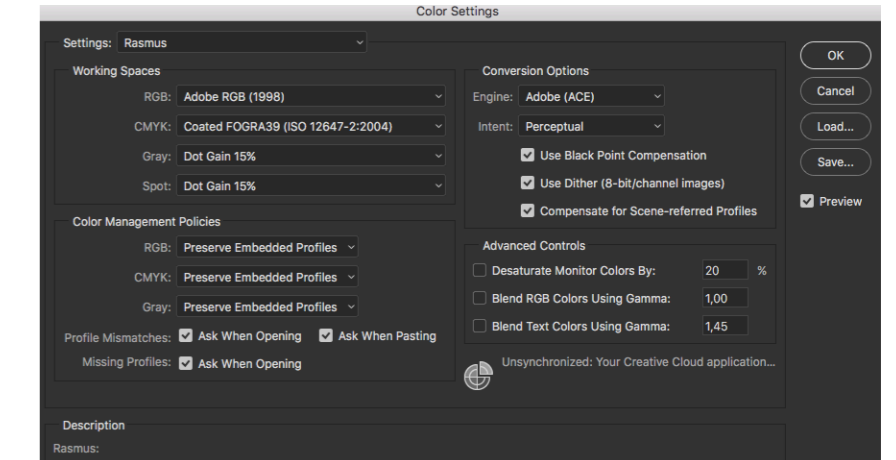 Color Settings
Settings: Rasmus
Working Spaces
RGB: Adobe RGB (1998)
CMYK: Coated FOGRA39 (ISO 12647-2:2004)
Gray: Dot Gain 15%
Spot: Dot Gain 15%
Color Management Policies
RGB: Preserve Embedded Profiles
CMYK: Preserve Embedded Profiles
Gray: Preserve Embedded Profiles
Profile Mismatches: Ask When Opening Ask When Pasting
Missing Profiles: Ask When Opening
Conversion Options
Engine: Adobe (ACE)
Intent: Perceptual
Use Black Point Compensation
Use Dither (8-bit/channel images)
Compensate for Scene-referred Profiles
Advanced Controls
Desaturate Monitor Colors By: 20 %
Blend RGB Colors Using Gamma: 1,00
Blend Text Colors Using Gamma: 1,45
Unsynchronized: Your Creative Cloud application...
OK
Cancel
Load...
Save...
Preview
Description
Rasmus: